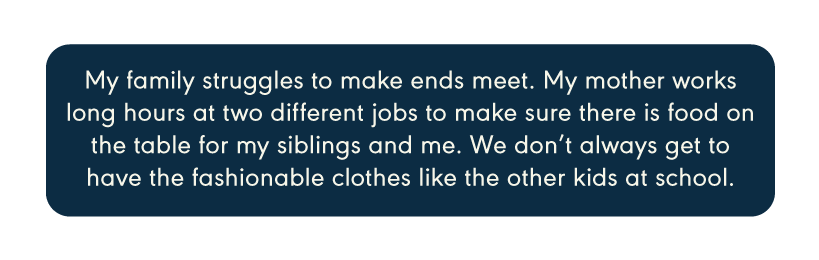 My family struggles to make ends meet. My mother works
long hours at two different jobs to make sure there is food on
the table for my siblings and me. We don’t always get to
have the fashionable clothes like the other kids at school.